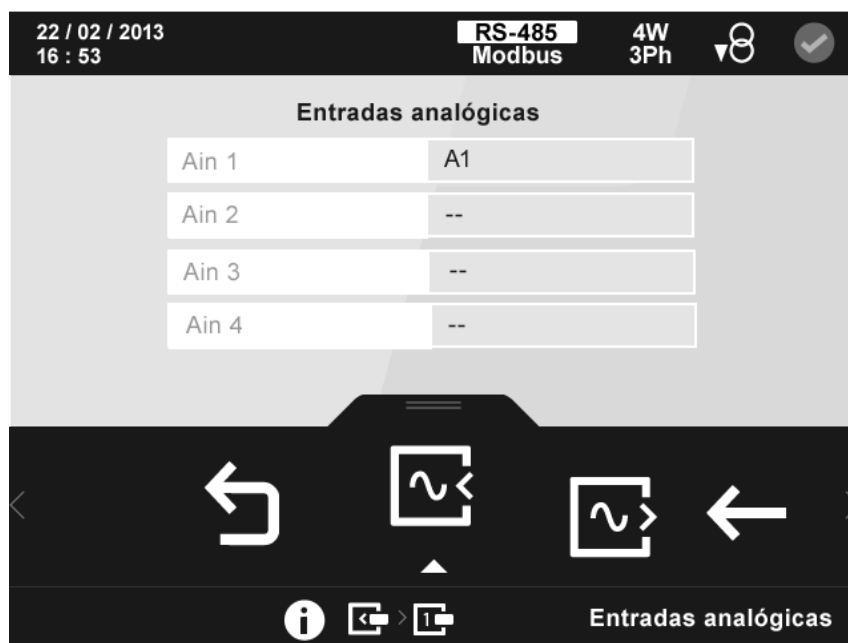 22 / 02 / 2013
16 : 53
RS-485
Modbus
4W
3Ph
Entradas analógicas
Ain 1 A1
Ain 2 --
Ain 3 --
Ain 4 --
i 1 Entradas analógicas